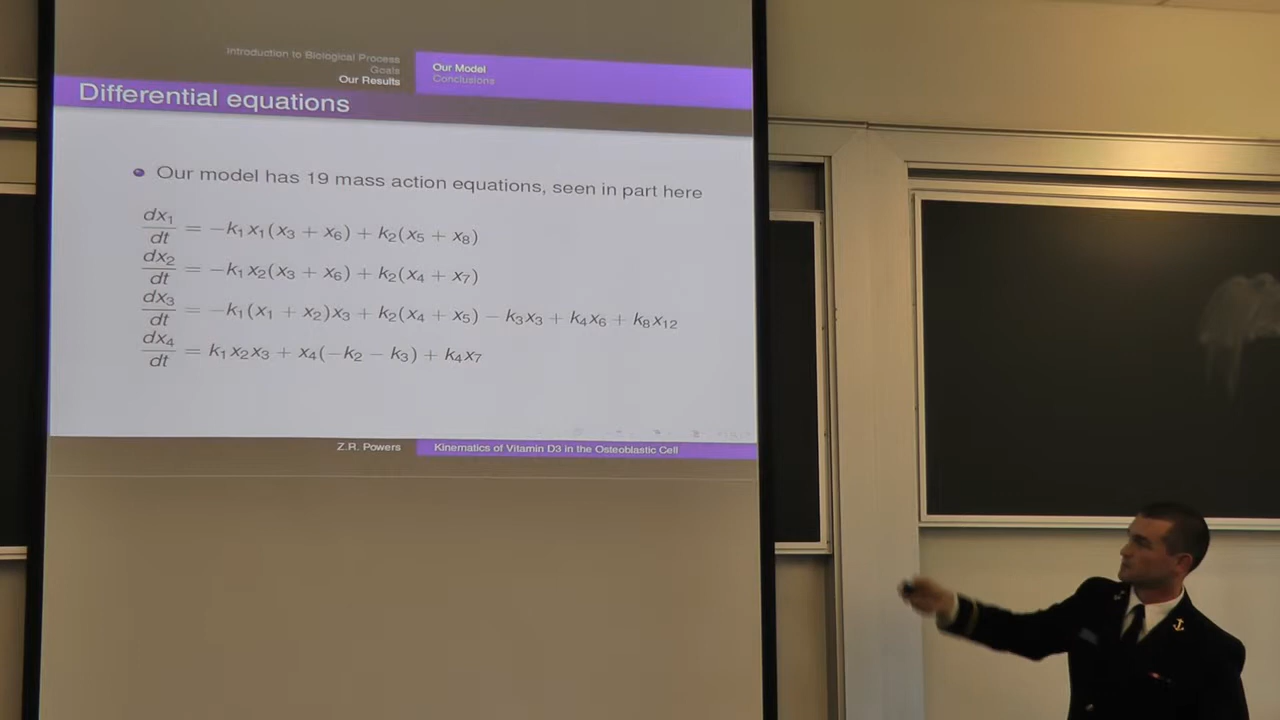 Introduction to Biological Process
Goals
Our Results
Our Model
Conclusions
Differential equations
Our model has 19 mass action equations, seen in part here
dx₁/dt = −k₁x₁(x₃ + x₆) + k₂(x₅ + x₈)
dx₂/dt = −k₁x₂(x₃ + x₆) + k₂(x₄ + x₇)
dx₃/dt = −k₁(x₁ + x₂)x₃ + k₂(x₄ + x₅) − k₃x₃ + k₄x₆ + k₈x₁₂
dx₄/dt = k₁x₂x₃ + x₄(−k₂ − k₃) + k₄x₇
Z.R. Powers
Kinematics of Vitamin D3 in the Osteoblastic Cell